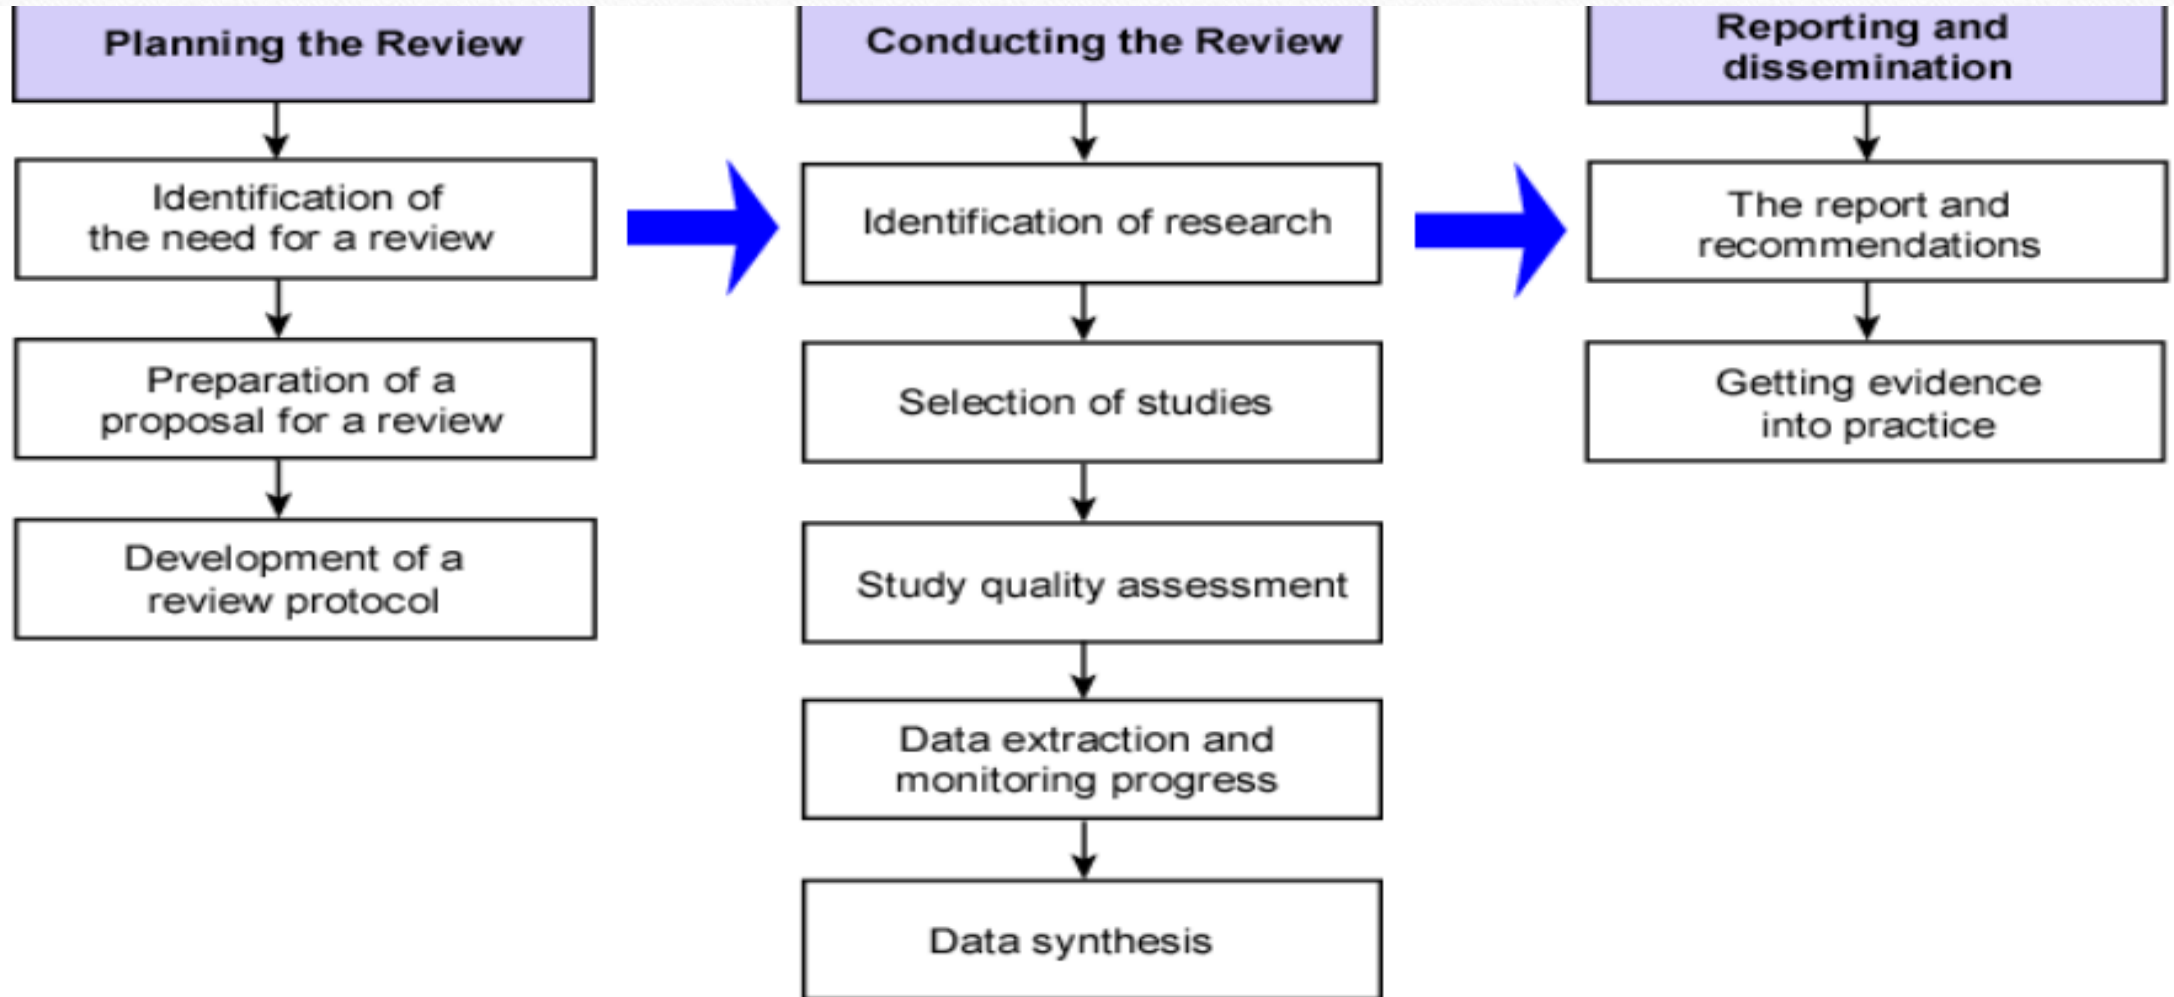 Planning the Review
Identification of
the need for a review
Preparation of a
proposal for a review
Development of a
review protocol
Conducting the Review
Identification of research
Selection of studies
Study quality assessment
Data extraction and
monitoring progress
Data synthesis
Reporting and
dissemination
The report and
recommendations
Getting evidence
into practice